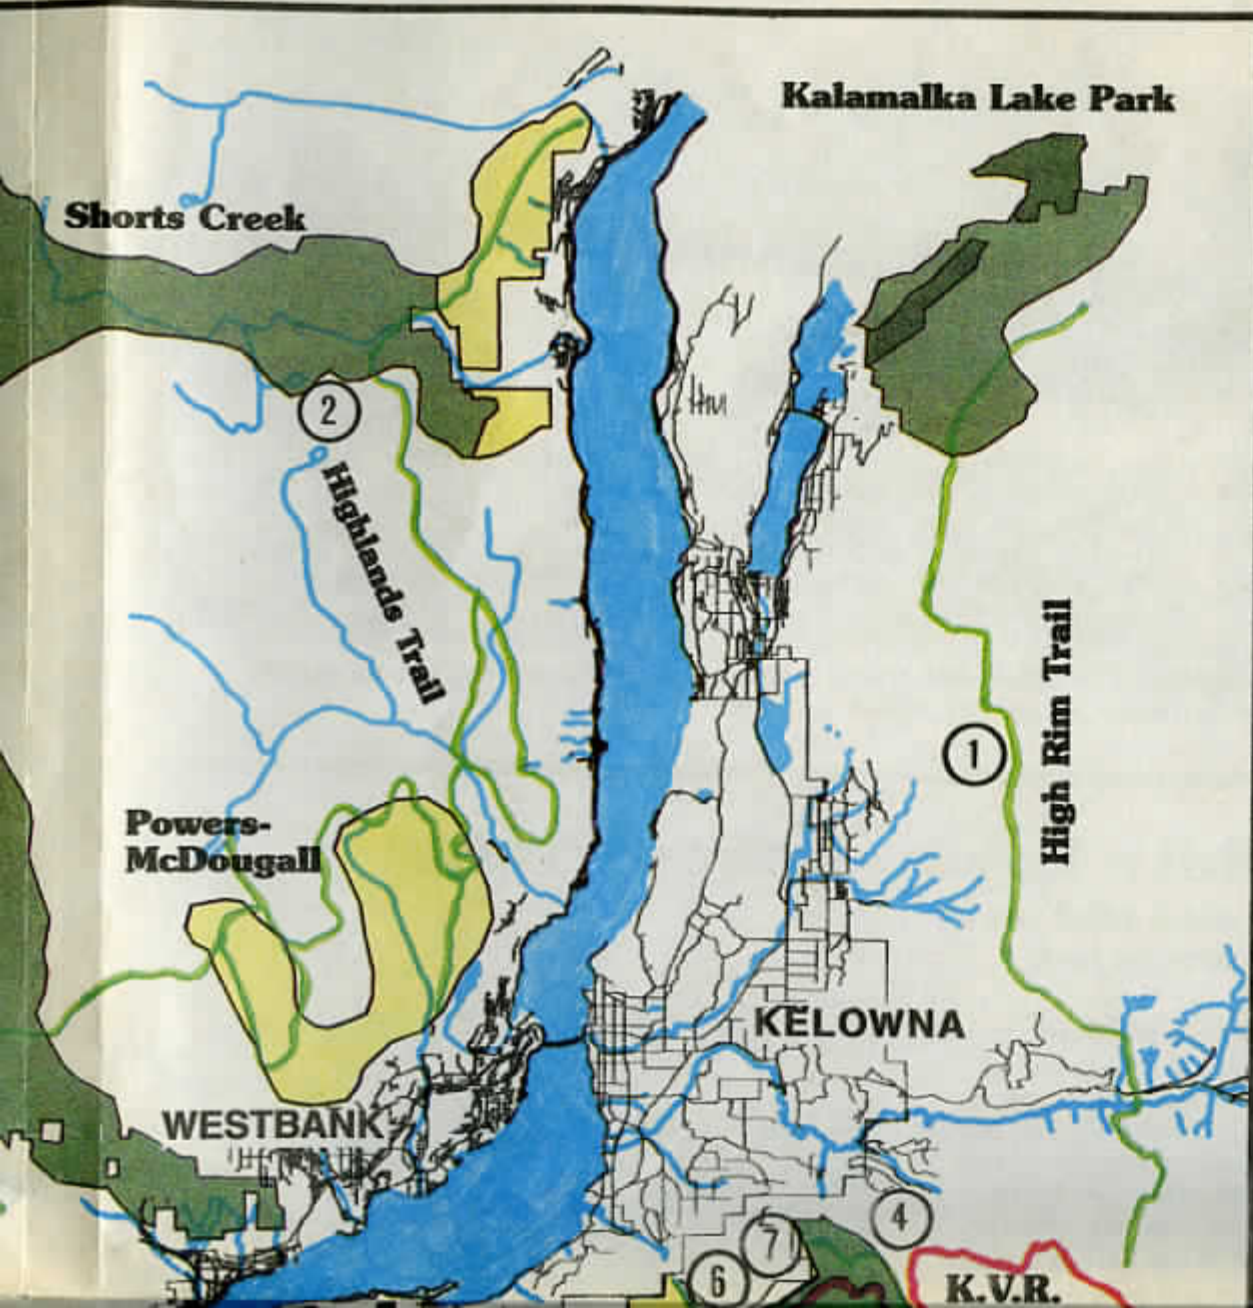 Kalamalka Lake Park
Shorts Creek
2
Highlands Trail
1
High Rim Trail
Powers-
McDougall
KELOWNA
WESTBANK
4
7
6
K.V.R.